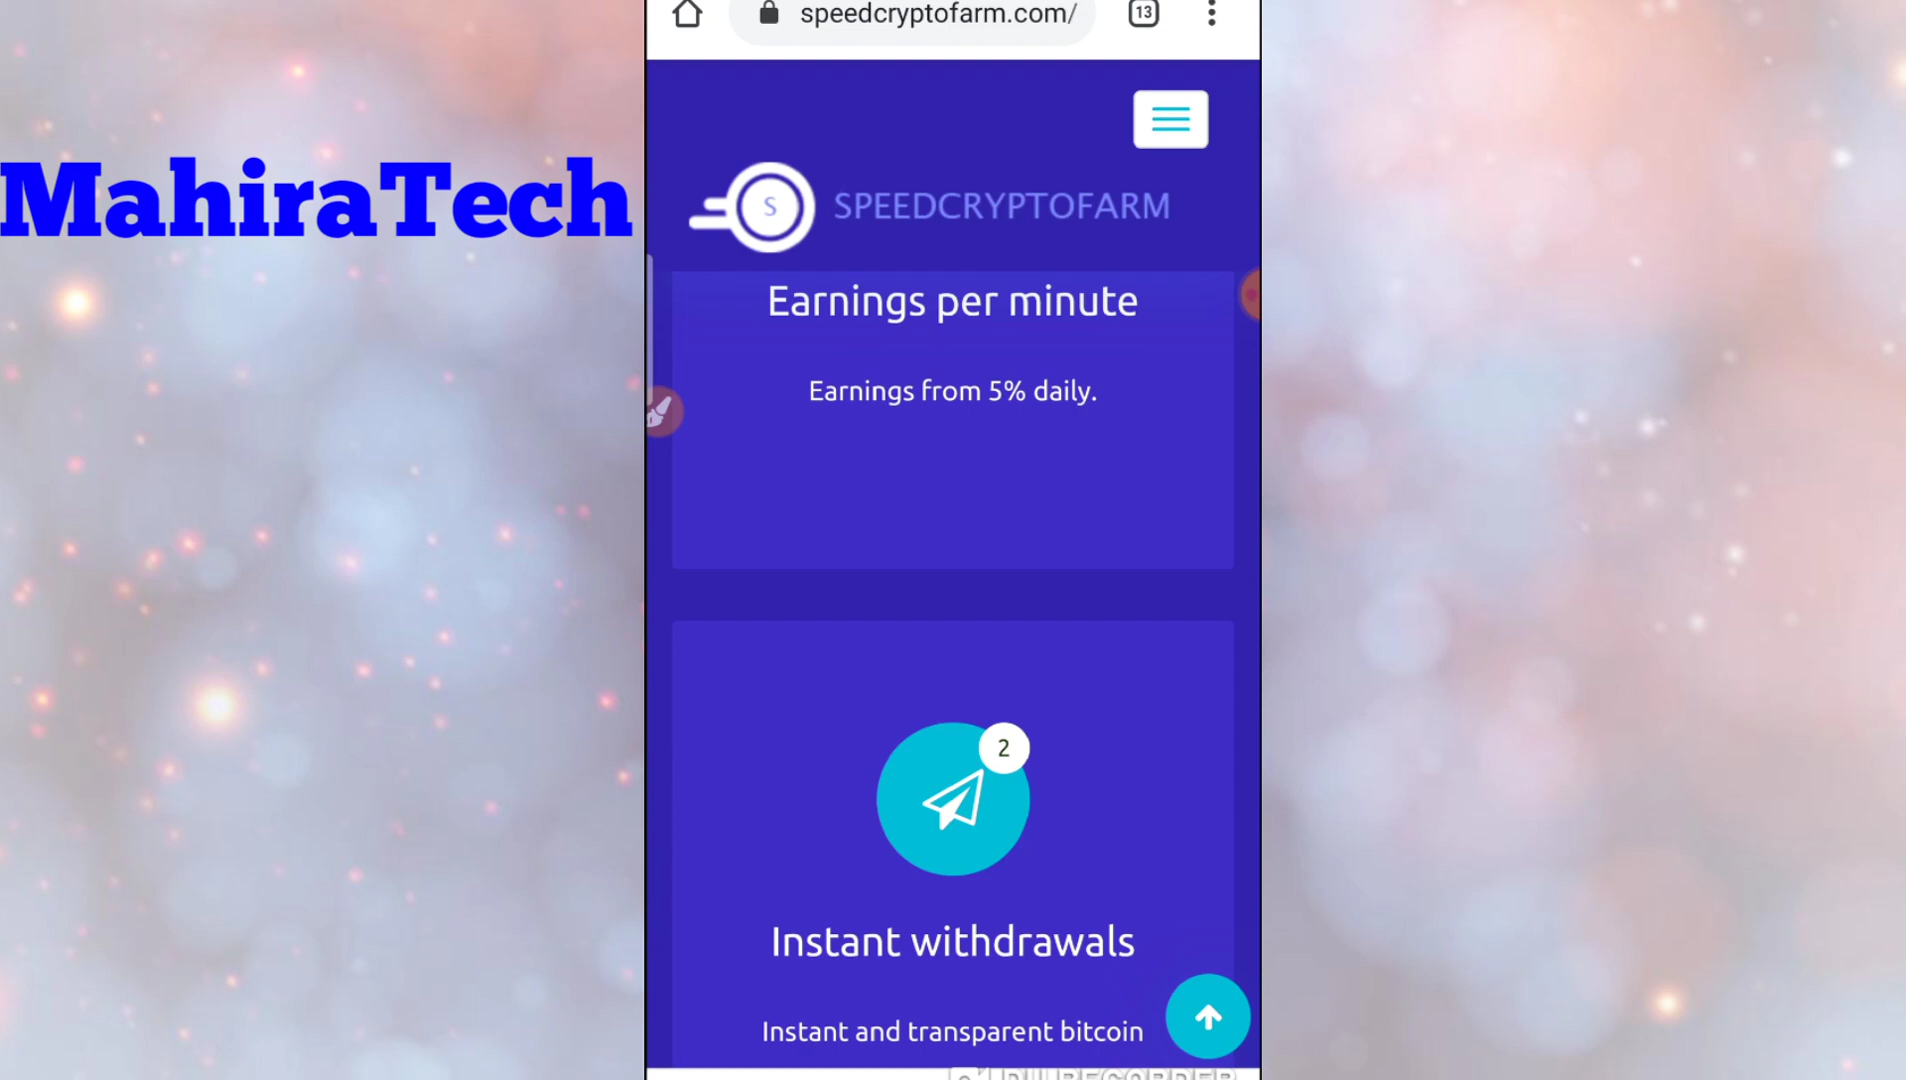 speedcryptofarm.com/
13
MahiraTech
S
SPEEDCRYPTOFARM
Earnings per minute
Earnings from 5% daily.
2
Instant withdrawals
Instant and transparent bitcoin